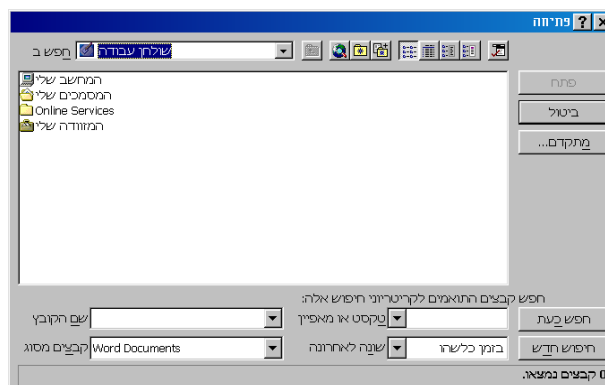 פתיחה
חפש ב
שולחן עבודה
המחשב שלי
המסמכים שלי
Online Services
המזוודה שלי
פתח
ביטול
מתקדם...
חפש קבצים התואמים לקריטריוני חיפוש אלה:
שם הקובץ
טקסט או מאפיין
חפש כעת
קבצים מסוג
Word Documents
שונה לאחרונה
בזמן כלשהו
חיפוש חדש
0 קבצים נמצאו.